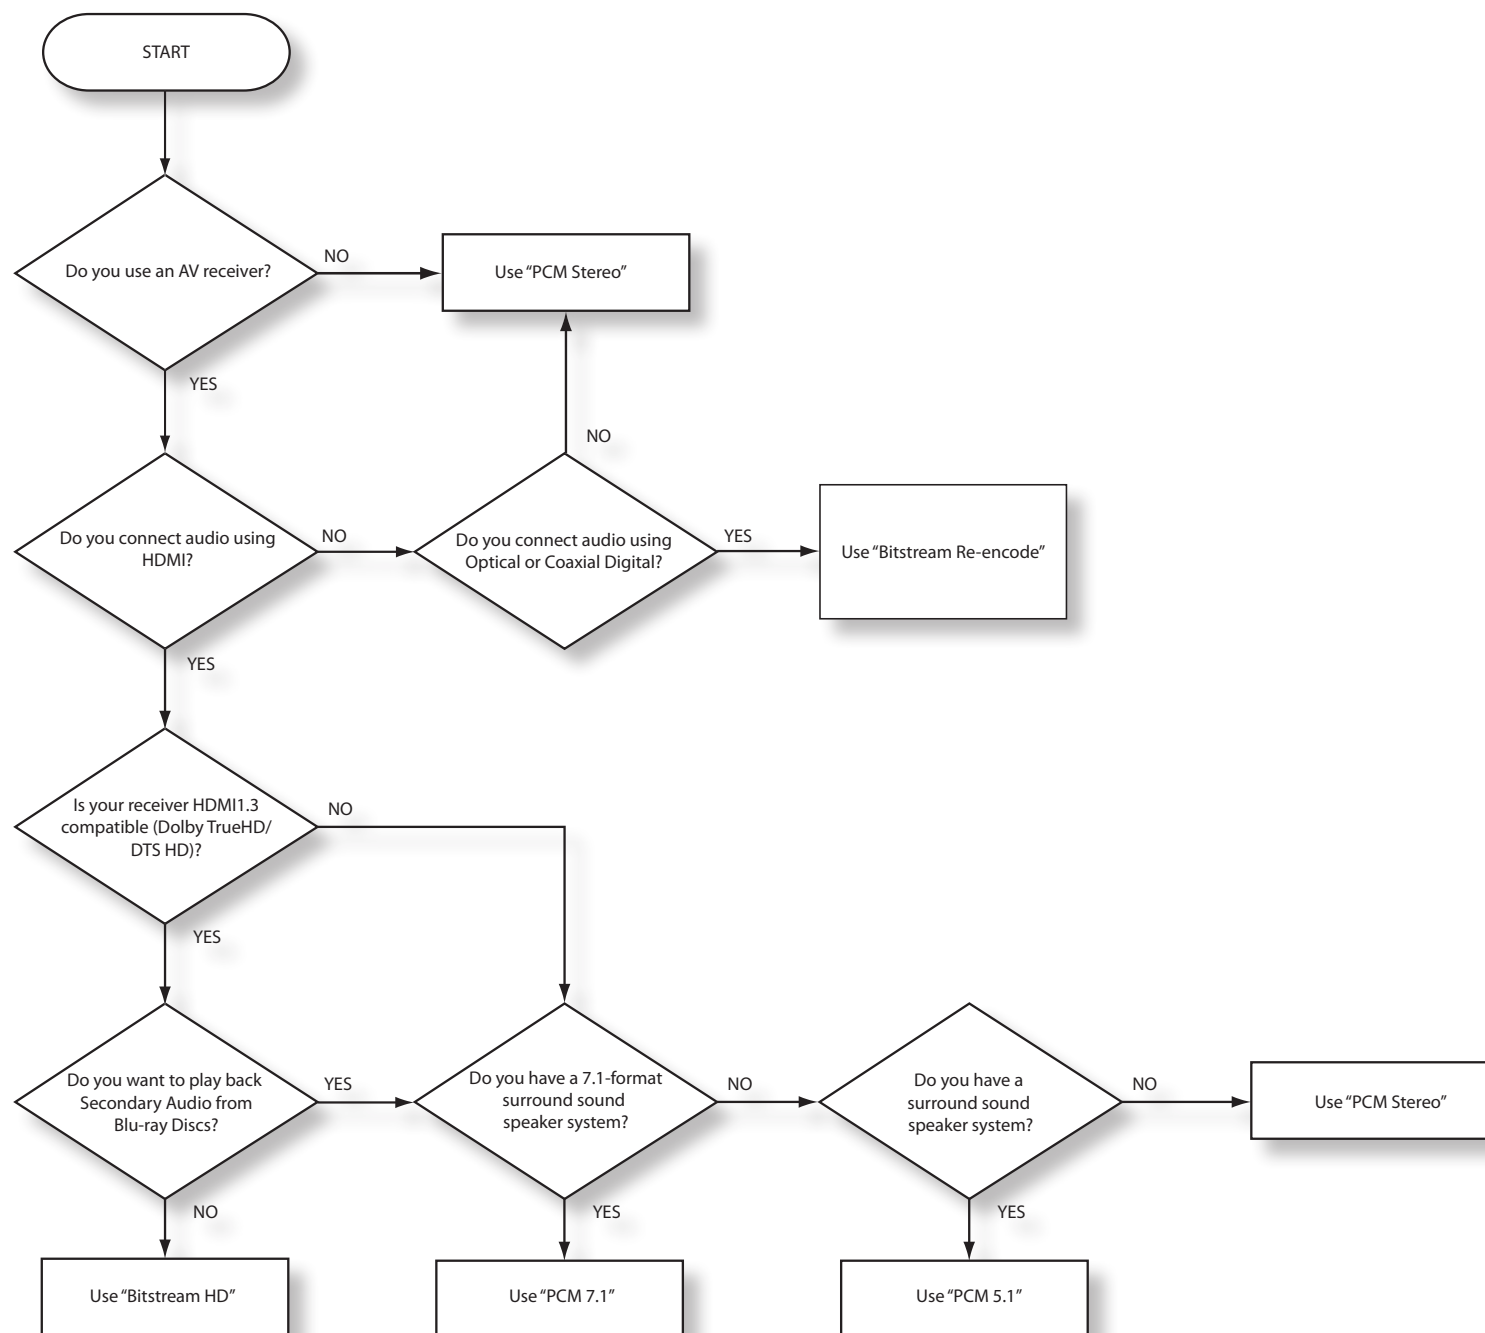 START
Do you use an AV receiver?
NO
Use “PCM Stereo”
YES
NO
Do you connect audio using
HDMI?
NO
Do you connect audio using
Optical or Coaxial Digital?
YES
Use “Bitstream Re-encode”
YES
Is your receiver HDMI1.3
compatible (Dolby TrueHD/
DTS HD)?
NO
YES
Do you want to play back
Secondary Audio from
Blu-ray Discs?
YES
Do you have a 7.1-format
surround sound
speaker system?
NO
Do you have a
surround sound
speaker system?
NO
Use “PCM Stereo”
NO
YES
YES
Use “Bitstream HD”
Use “PCM 7.1”
Use “PCM 5.1”